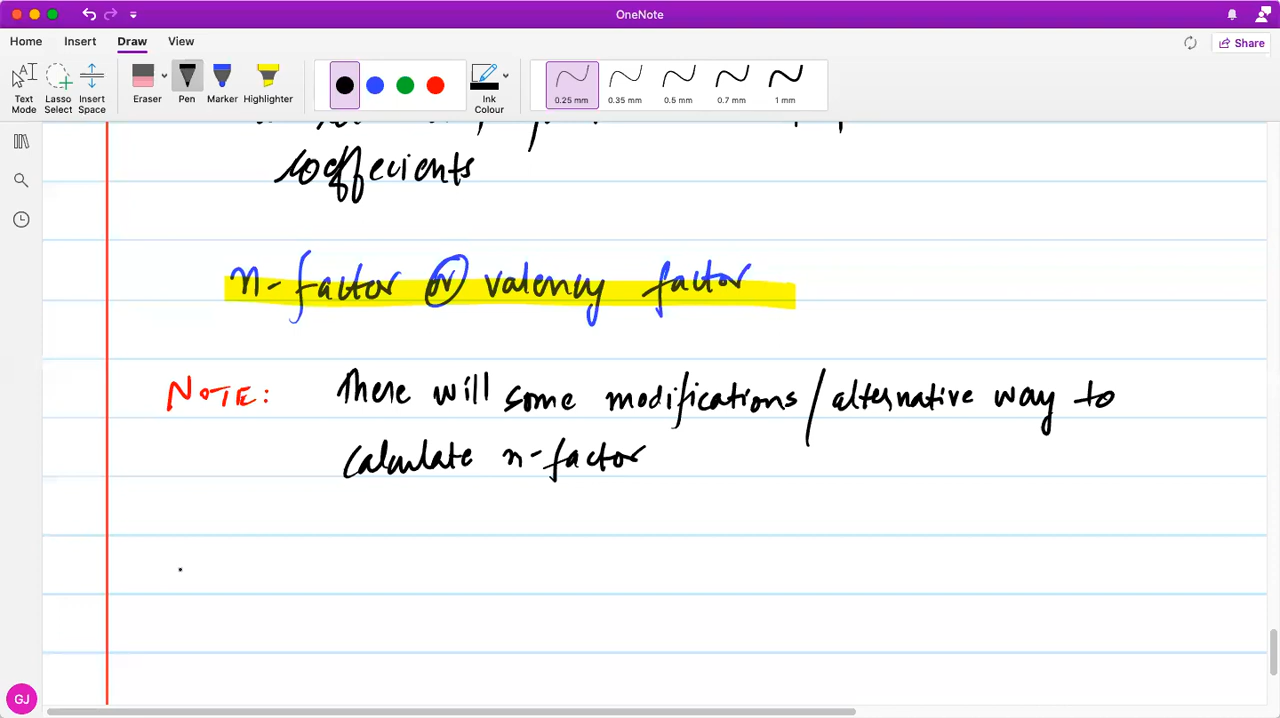 OneNote
Home Insert Draw View
Share
Text Mode
Lasso Select
Insert Space
Eraser
Pen
Marker
Highlighter
Ink Colour
0.25 mm
0.35 mm
0.5 mm
0.7 mm
1 mm
coeffecients
n-factor or valency factor
NOTE: There will some modifications/alternative way to
calculate n-factor
GJ